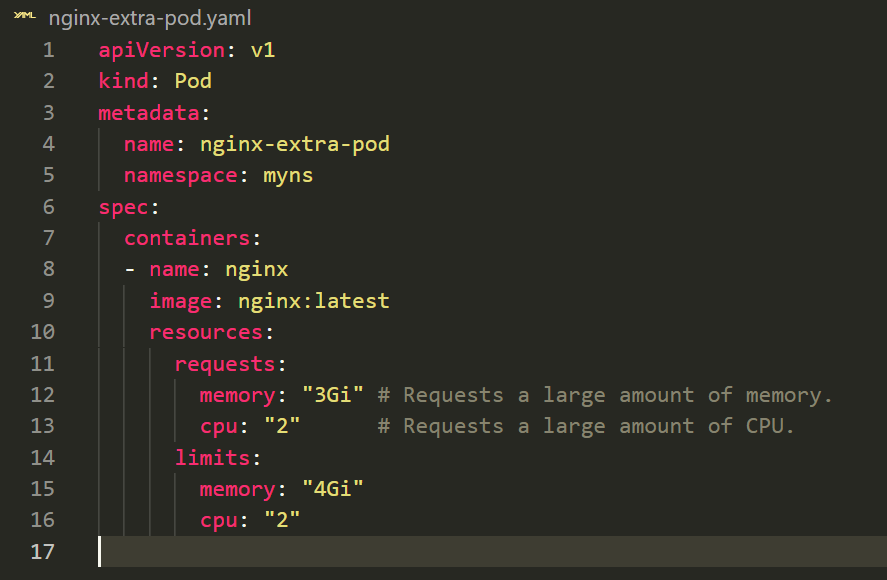 YAML nginx-extra-pod.yaml
1 apiVersion: v1
2 kind: Pod
3 metadata:
4   name: nginx-extra-pod
5   namespace: myns
6 spec:
7   containers:
8   - name: nginx
9     image: nginx:latest
10     resources:
11       requests:
12         memory: "3Gi" # Requests a large amount of memory.
13         cpu: "2"      # Requests a large amount of CPU.
14       limits:
15         memory: "4Gi"
16         cpu: "2"
17